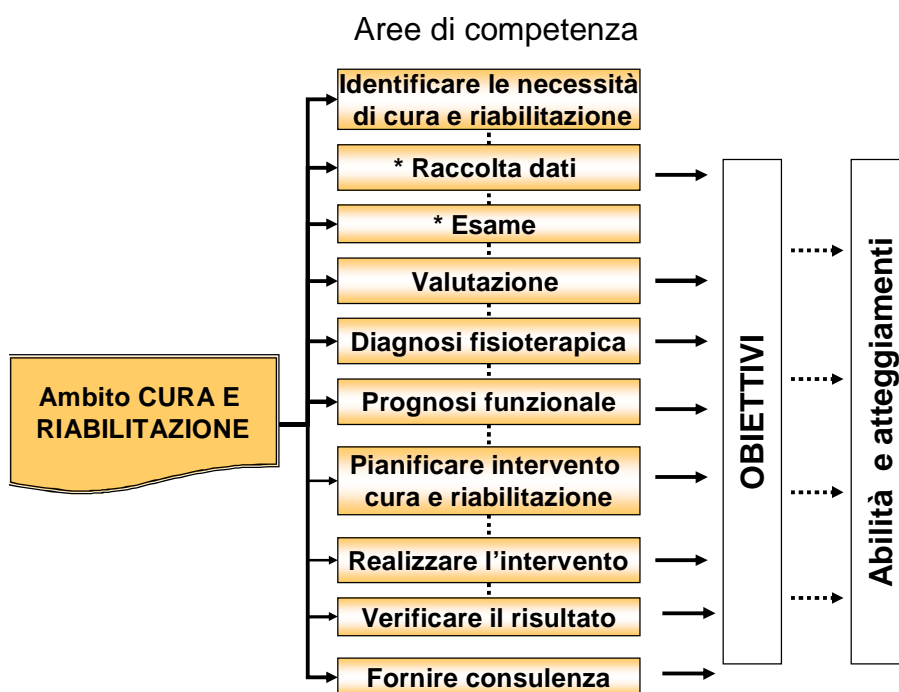 Aree di competenza
Identificare le necessità
di cura e riabilitazione
* Raccolta dati
* Esame
Valutazione
Diagnosi fisioterapica
Ambito CURA E
RIABILITAZIONE
Prognosi funzionale
Pianificare intervento
cura e riabilitazione
Realizzare l’intervento
Verificare il risultato
Fornire consulenza
OBIETTIVI
Abilità e atteggiamenti